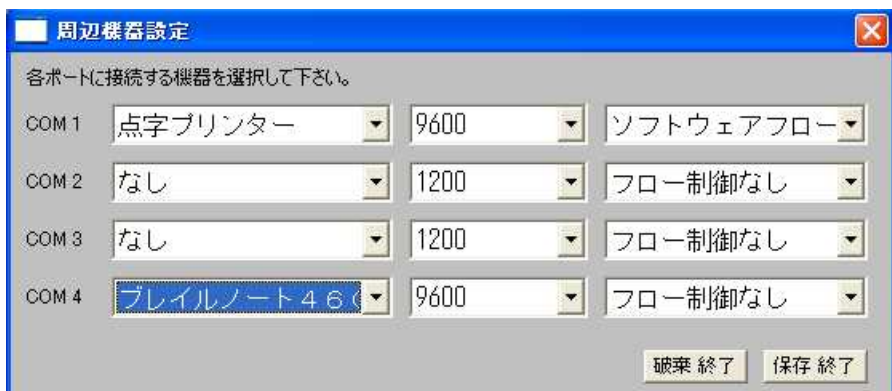 周辺機器設定
各ポートに接続する機器を選択して下さい。
COM 1 点字プリンター 9600 ソフトウェアフロー
COM 2 なし 1200 フロー制御なし
COM 3 なし 1200 フロー制御なし
COM 4 ブレイルノート４６ 9600 フロー制御なし
破棄 終了 保存 終了